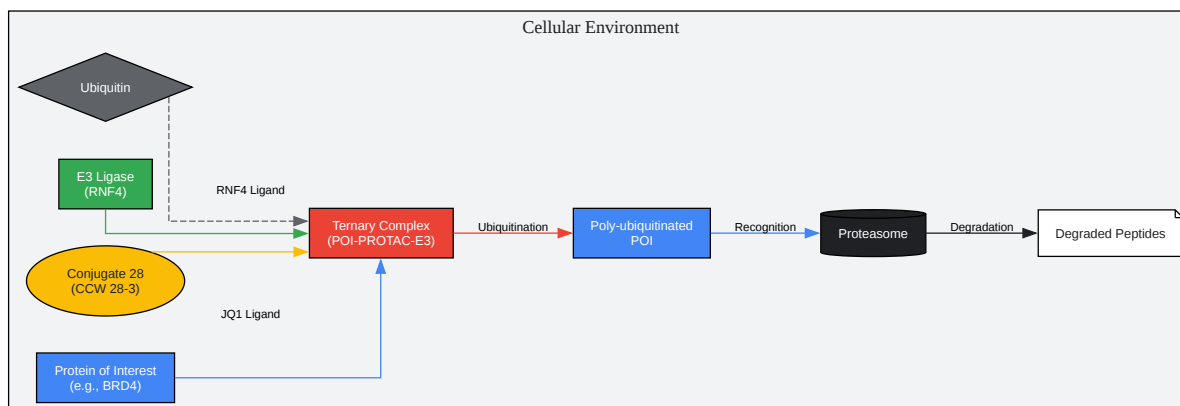 Cellular Environment
Ubiquitin
E3 Ligase
(RNF4)
RNF4 Ligand
Ternary Complex
(POI-PROTAC-E3)
Ubiquitination
Poly-ubiquitinated
POI
Recognition
Proteasome
Degradation
Degraded Peptides
Conjugate 28
(CCW 28-3)
JQ1 Ligand
Protein of Interest
(e.g., BRD4)